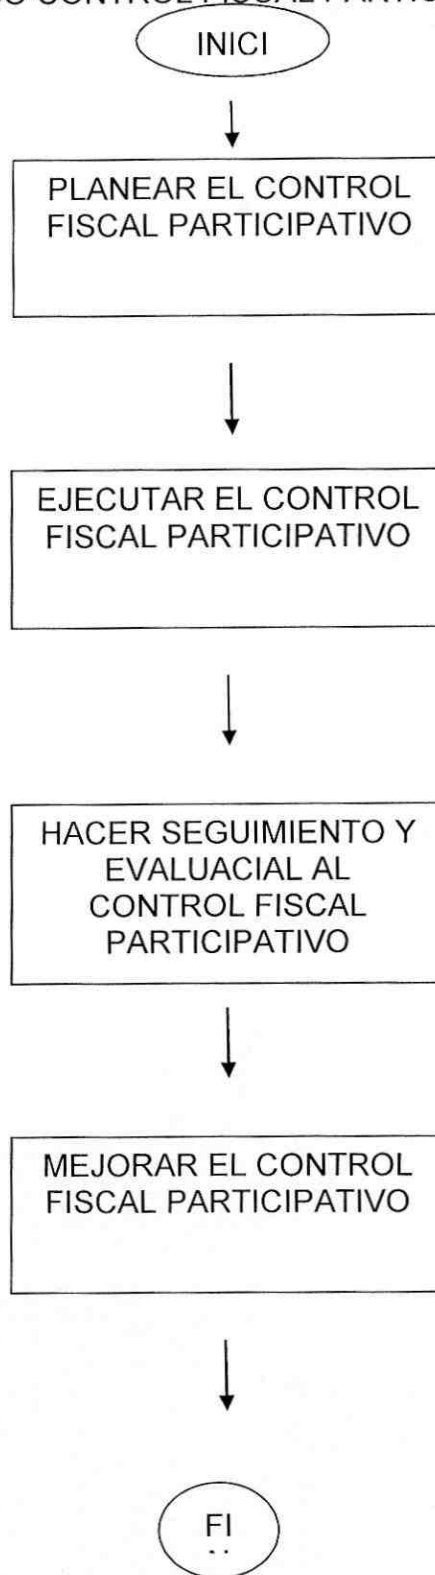 CONTROL FISCAL
INICI
PLANEAR EL CONTROL
FISCAL PARTICIPATIVO
EJECUTAR EL CONTROL
FISCAL PARTICIPATIVO
HACER SEGUIMIENTO Y
EVALUACIAL AL
CONTROL FISCAL
PARTICIPATIVO
MEJORAR EL CONTROL
FISCAL PARTICIPATIVO
FI